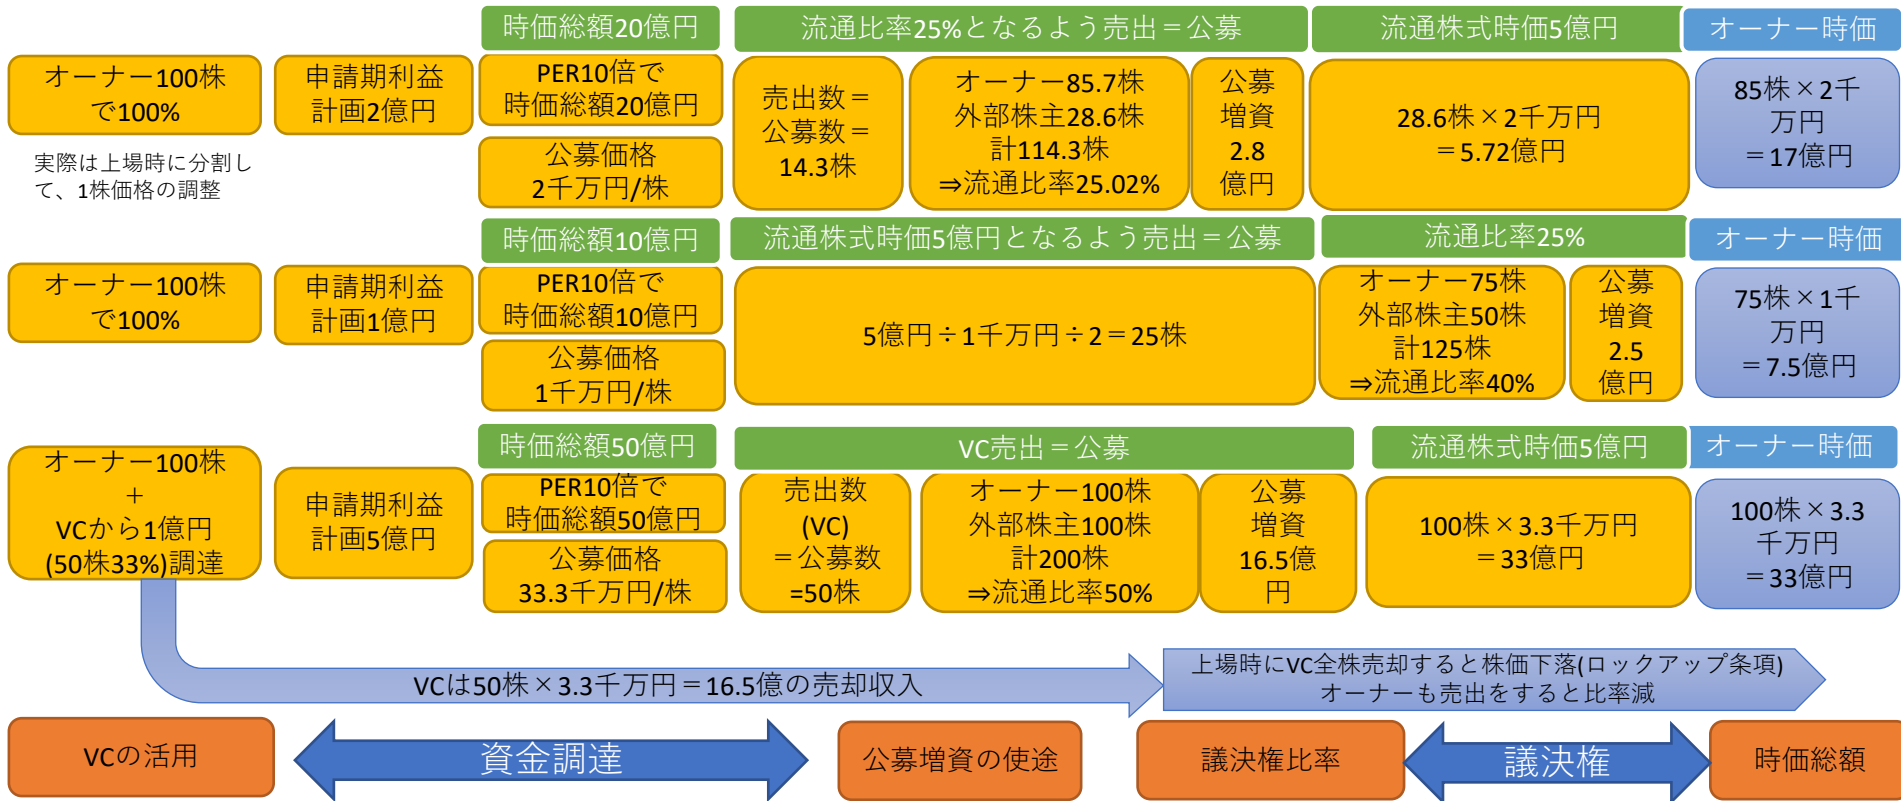 時価総額20億円
流通比率25%となるよう売出＝公募
流通株式時価5億円
オーナー時価
オーナー100株
で100%
申請期利益
計画2億円
PER10倍で
時価総額20億円
公募価格
2千万円/株
売出数＝
公募数＝
14.3株
オーナー85.7株
外部株主28.6株
計114.3株
⇒流通比率25.02%
公募
増資
2.8
億円
28.6株×2千万円
＝5.72億円
85株×2千
万円
＝17億円
実際は上場時に分割し
て、1株価格の調整
時価総額10億円
流通株式時価5億円となるよう売出＝公募
流通比率25%
オーナー時価
オーナー100株
で100%
申請期利益
計画1億円
PER10倍で
時価総額10億円
公募価格
1千万円/株
5億円÷1千万円÷2＝25株
オーナー75株
外部株主50株
計125株
⇒流通比率40%
公募
増資
2.5
億円
75株×1千
万円
＝7.5億円
時価総額50億円
VC売出＝公募
流通株式時価5億円
オーナー時価
オーナー100株
＋
VCから1億円
(50株33%)調達
申請期利益
計画5億円
PER10倍で
時価総額50億円
公募価格
33.3千万円/株
売出数
(VC)
＝公募数
=50株
オーナー100株
外部株主100株
計200株
⇒流通比率50%
公募
増資
16.5億
円
100株×3.3千万円
＝33億円
100株×3.3
千万円
＝33億円
VCは50株×3.3千万円＝16.5億の売却収入
上場時にVC全株売却すると株価下落(ロックアップ条項)
オーナーも売出をすると比率減
VCの活用
資金調達
公募増資の使途
議決権比率
議決権
時価総額